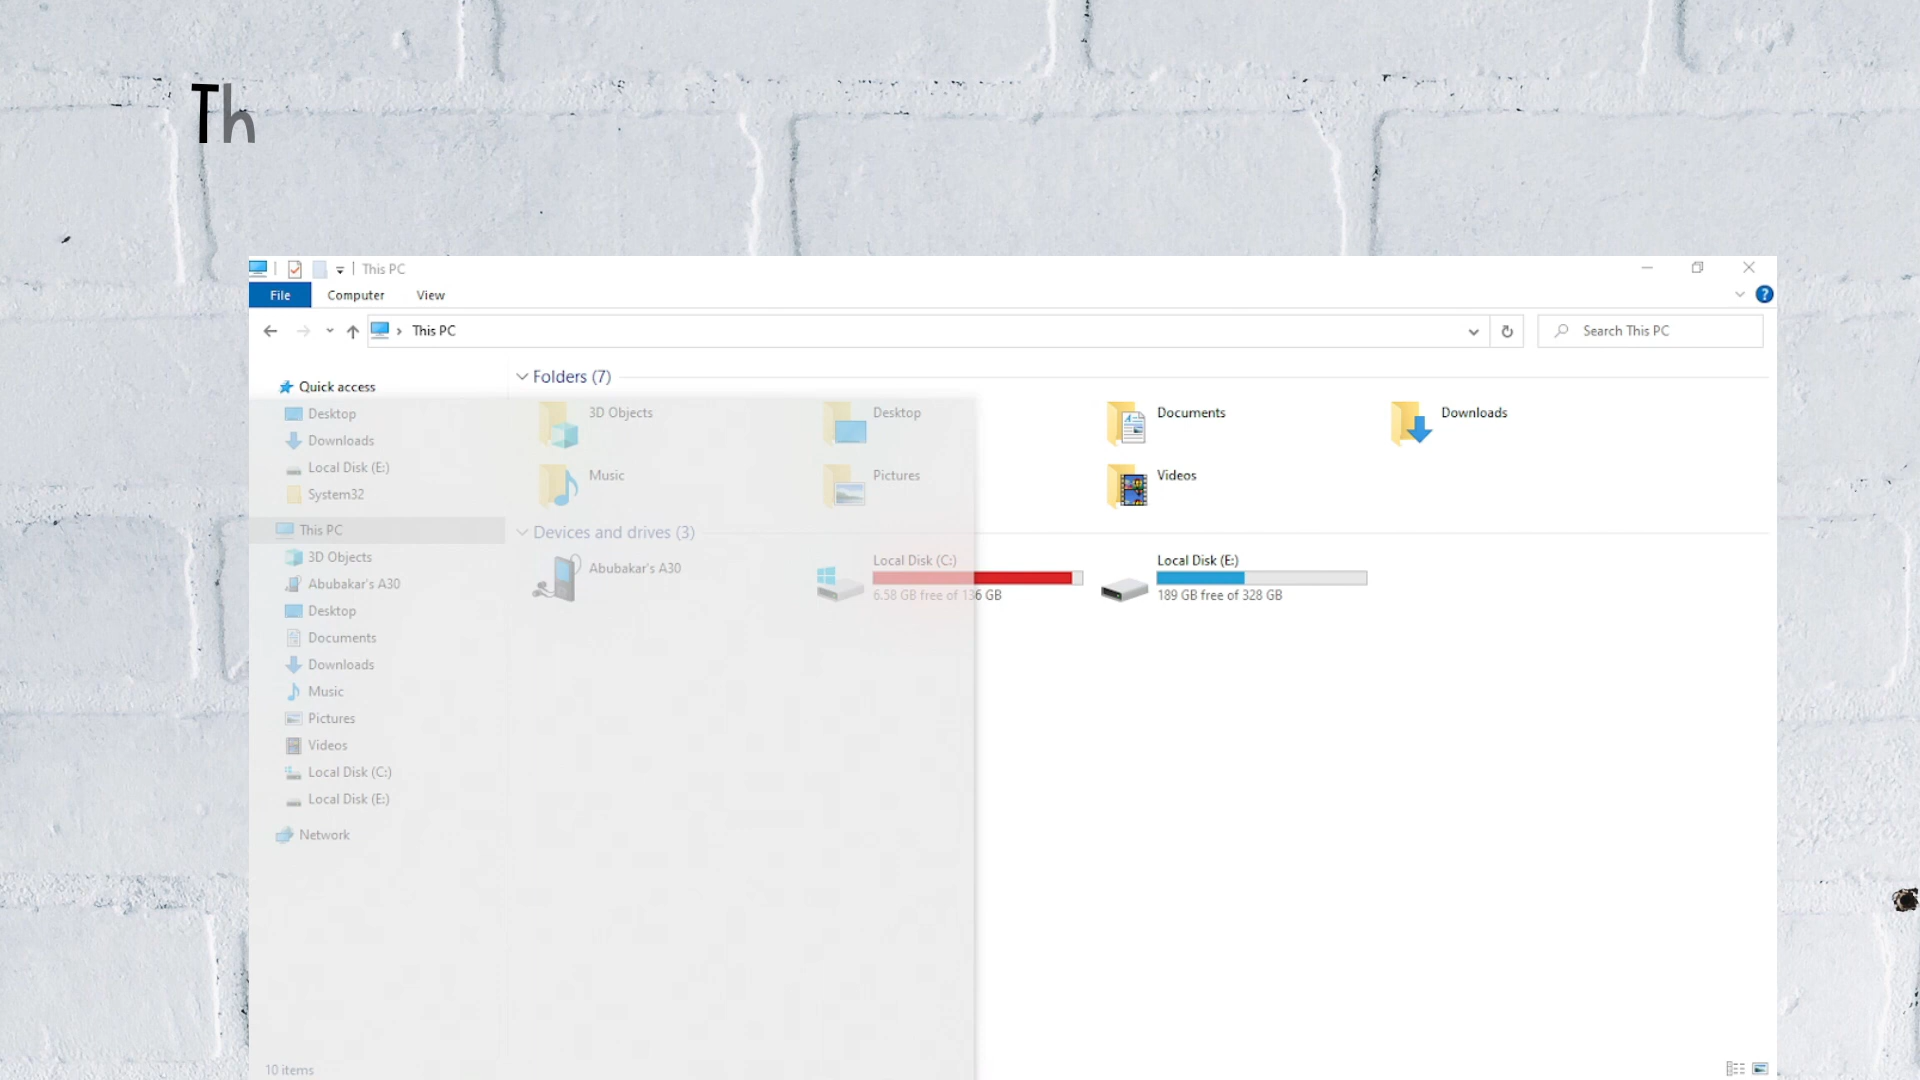 Th
This PC
File Computer View
This PC
Search This PC
Quick access
Desktop
Downloads
Local Disk (E:)
System32
This PC
3D Objects
Abubakar's A30
Desktop
Documents
Downloads
Music
Pictures
Videos
Local Disk (C:)
Local Disk (E:)
Network
Folders (7)
3D Objects Desktop Documents Downloads
Music Pictures Videos
Devices and drives (3)
Abubakar's A30
Local Disk (C:)
6.58 GB free of 136 GB
Local Disk (E:)
189 GB free of 328 GB
10 items